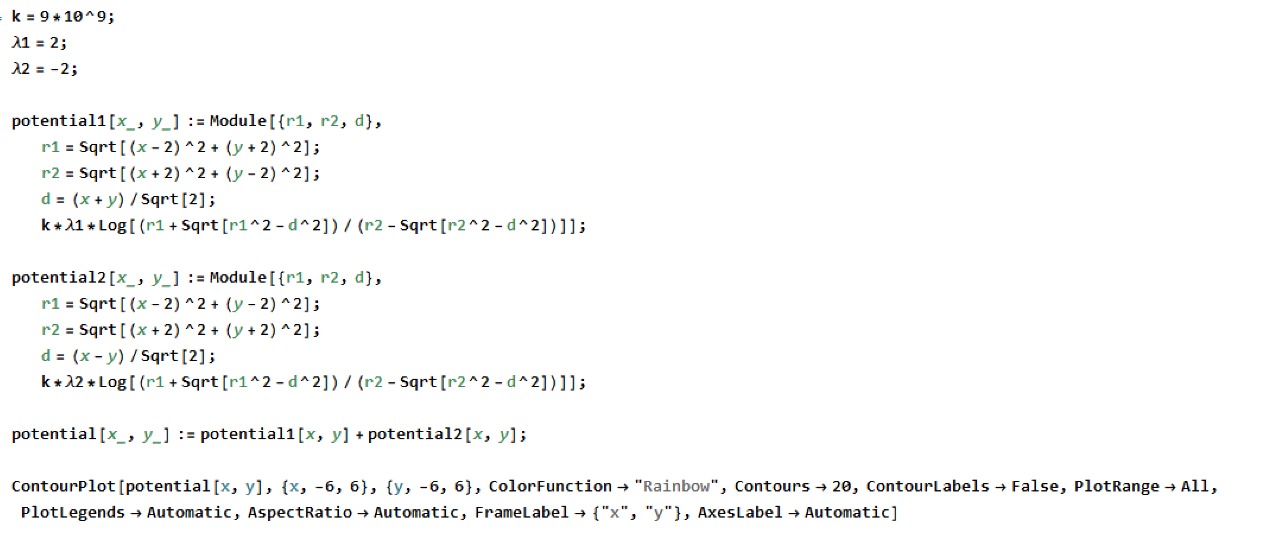 k = 9 * 10^9;
λ1 = 2;
λ2 = -2;
potential1[x_, y_] := Module[{r1, r2, d},
r1 = Sqrt[(x - 2)^2 + (y + 2)^2];
r2 = Sqrt[(x + 2)^2 + (y - 2)^2];
d = (x + y) / Sqrt[2];
k * λ1 * Log[(r1 + Sqrt[r1^2 - d^2]) / (r2 - Sqrt[r2^2 - d^2])]];
potential2[x_, y_] := Module[{r1, r2, d},
r1 = Sqrt[(x - 2)^2 + (y - 2)^2];
r2 = Sqrt[(x + 2)^2 + (y + 2)^2];
d = (x - y) / Sqrt[2];
k * λ2 * Log[(r1 + Sqrt[r1^2 - d^2]) / (r2 - Sqrt[r2^2 - d^2])]];
potential[x_, y_] := potential1[x, y] + potential2[x, y];
ContourPlot[potential[x, y], {x, -6, 6}, {y, -6, 6}, ColorFunction → "Rainbow", Contours → 20, ContourLabels → False, PlotRange → All,
PlotLegends → Automatic, AspectRatio → Automatic, FrameLabel → {"x", "y"}, AxesLabel → Automatic]